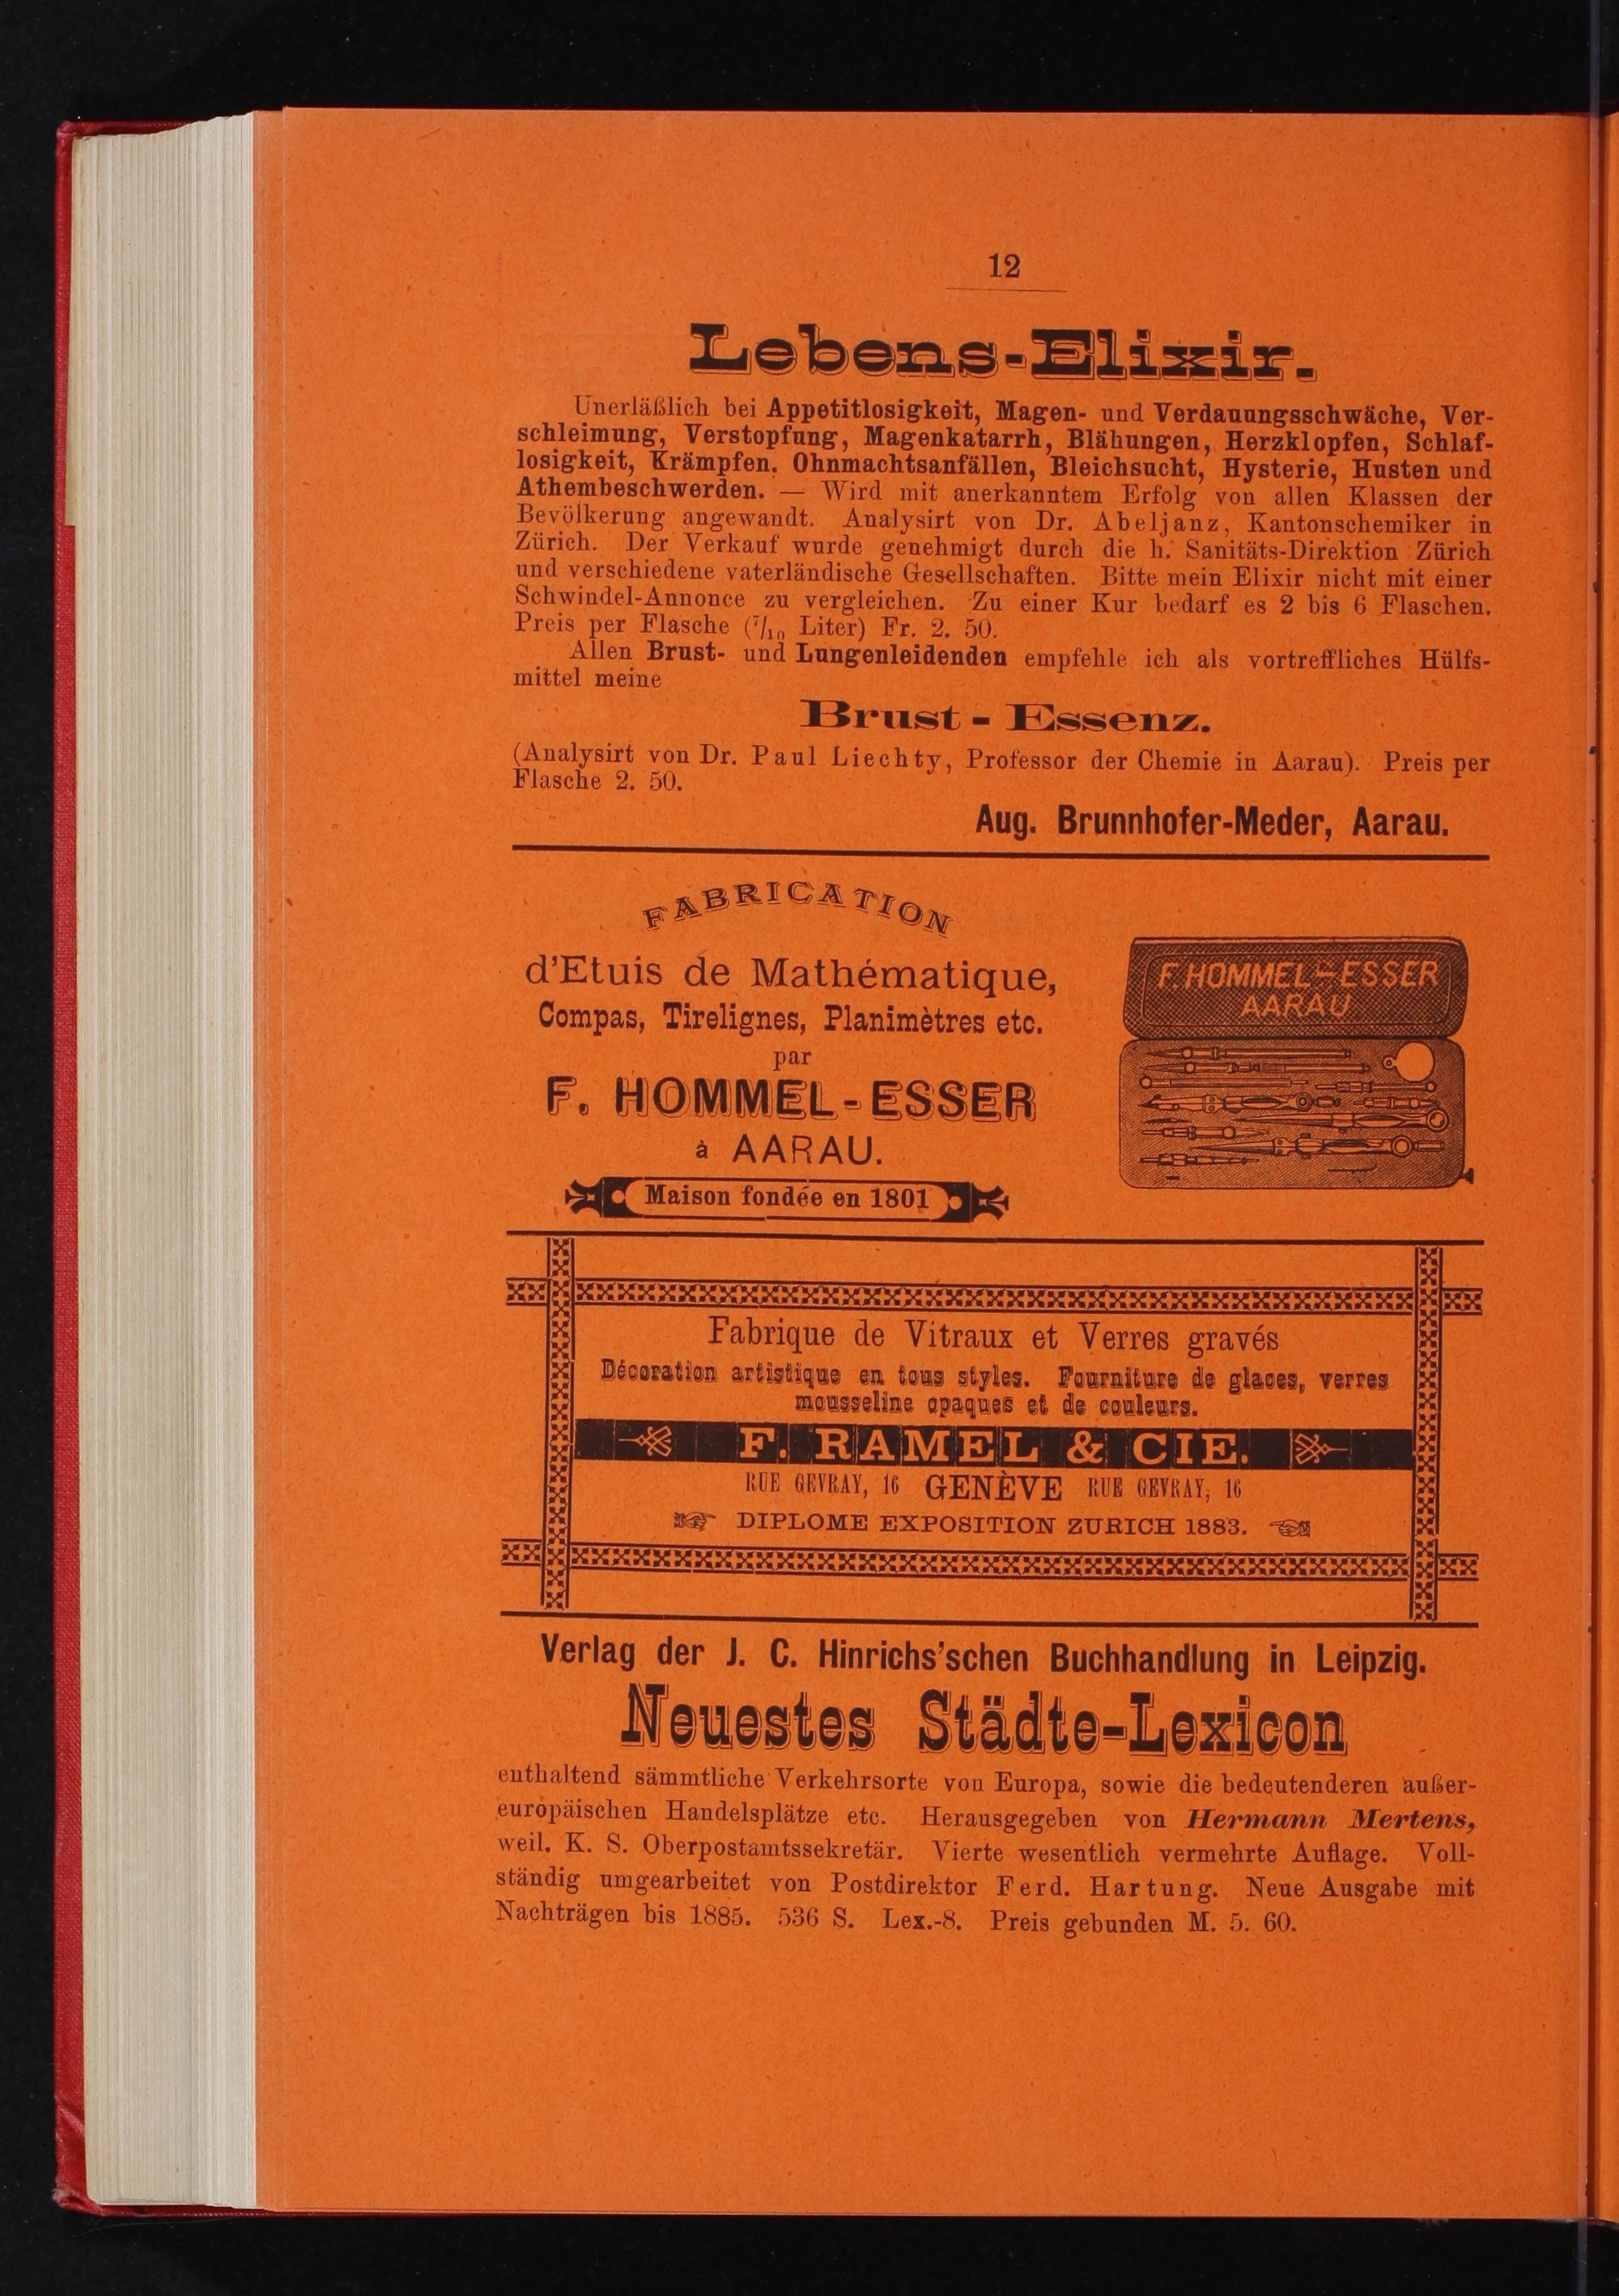 12
Lebens-Elixir.
Unerläßlich bei Appetitlosigkeit, Magen- und Verdauungsschwäche, Ver-
schleimung, Verstopfung, Magenkatarrh, Blähungen, Herzklopfen, Schlaf-
losigkeit, Krämpfen, Ohnmachtsanfällen, Bleichsucht, Hysterie, Husten und
Athembeschwerden. — Wird mit anerkanntem Erfolg von allen Klassen der
Bevölkerung angewandt. Analysirt von Dr. Abeljanz, Kantonschemiker in
Zürich. Der Verkauf wurde genehmigt durch die h. Sanitäts-Direktion Zürich
und verschiedene vaterländische Gesellschaften. Bitte mein Elixir nicht mit einer
Schwindel-Annonce zu vergleichen. Zu einer Kur bedarf es 2 bis 6 Flaschen.
Preis per Flasche (7/10 Liter) Fr. 2. 50.
Allen Brust- und Lungenleidenden empfehle ich als vortreffliches Hülfs-
mittel meine
Brust - Essenz.
(Analysirt von Dr. Paul Liechty, Professor der Chemie in Aarau). Preis per
Flasche 2. 50.
Aug. Brunnhofer-Meder, Aarau.
FABRICATION
d'Etuis de Mathématique,
Compas, Tirelignes, Planimètres etc.
par
F. HOMMEL-ESSER
à AARAU.
Maison fondée en 1801
F. HOMMEL-ESSER
AARAU
Fabrique de Vitraux et Verres gravés
Décoration artistique en tous styles. Fourniture de glaces, verres
mousseline opaques et de couleurs.
F. RAMEL & CIE.
RUE GEVRAY, 16 GENÈVE RUE GEVRAY, 16
DIPLOME EXPOSITION ZURICH 1883.
Verlag der J. C. Hinrichs'schen Buchhandlung in Leipzig.
Neuestes Städte-Lexicon
enthaltend sämmtliche Verkehrsorte von Europa, sowie die bedeutenderen außer-
europäischen Handelsplätze etc. Herausgegeben von Hermann Mertens,
weil. K. S. Oberpostamtssekretär. Vierte wesentlich vermehrte Auflage. Voll-
ständig umgearbeitet von Postdirektor Ferd. Hartung. Neue Ausgabe mit
Nachträgen bis 1885. 536 S. Lex.-8. Preis gebunden M. 5. 60.